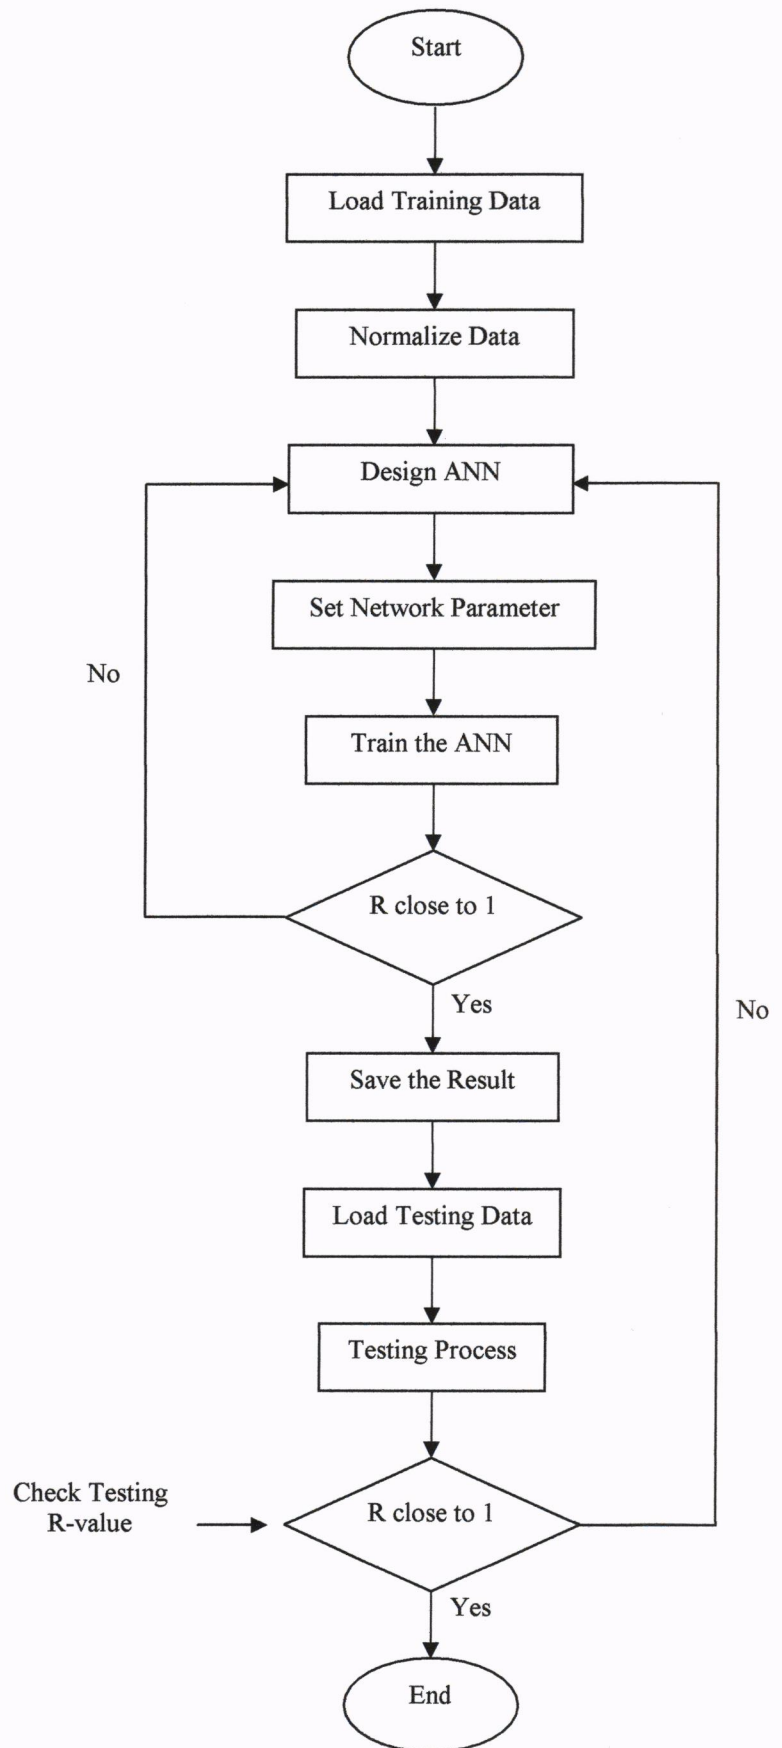 Start
Load Training Data
Normalize Data
Design ANN
Set Network Parameter
No
Train the ANN
R close to 1
Yes
No
Save the Result
Load Testing Data
Testing Process
Check Testing
R-value
R close to 1
Yes
End